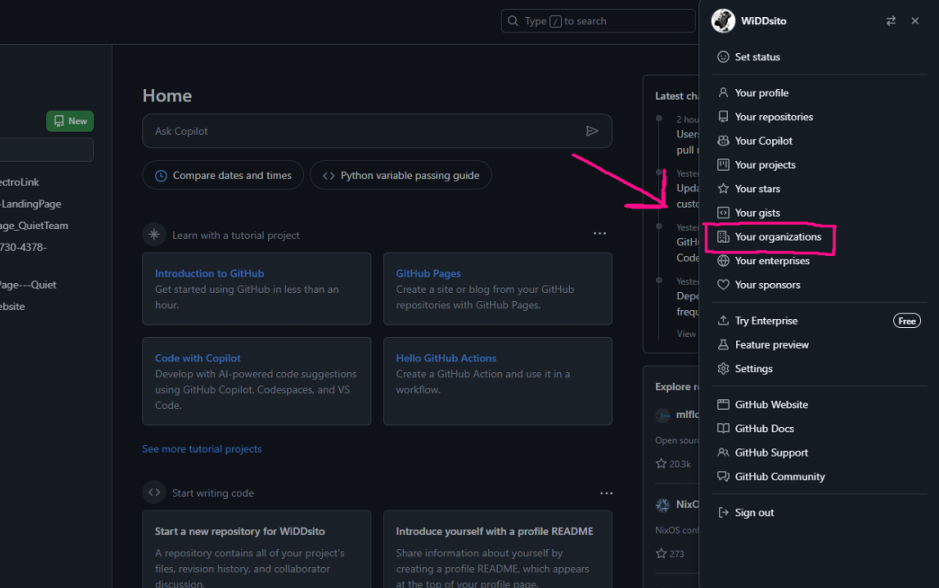 Type / to search
WiDDsito
Set status
Your profile
Your repositories
Your Copilot
Your projects
Your stars
Your gists
Your organizations
Your enterprises
Your sponsors
Try Enterprise
Free
Feature preview
Settings
GitHub Website
GitHub Docs
GitHub Support
GitHub Community
Sign out
New
ectroLink
-LandingPage
age_QuietTeam
730-4378-
Page---Quiet
ebsite
Home
Ask Copilot
Compare dates and times
Python variable passing guide
Learn with a tutorial project
Introduction to GitHub
Get started using GitHub in less than an
hour.
GitHub Pages
Create a site or blog from your GitHub
repositories with GitHub Pages.
Code with Copilot
Develop with AI-powered code suggestions
using GitHub Copilot, Codespaces, and VS
Code.
Hello GitHub Actions
Create a GitHub Action and use it in a
workflow.
See more tutorial projects
Start writing code
Start a new repository for WiDDsito
A repository contains all of your project's
files, revision history, and collaborator
discussion.
Introduce yourself with a profile README
Share information about yourself by
creating a profile README, which appears
at the top of your profile page.
Latest cha
2 hou
Users
pull r
Yester
Upda
custo
Yester
GitH
Code
Yester
Depe
frequ
View
Explore re
mlflo
Open sour
20.3k
NixO
NixOS conf
273